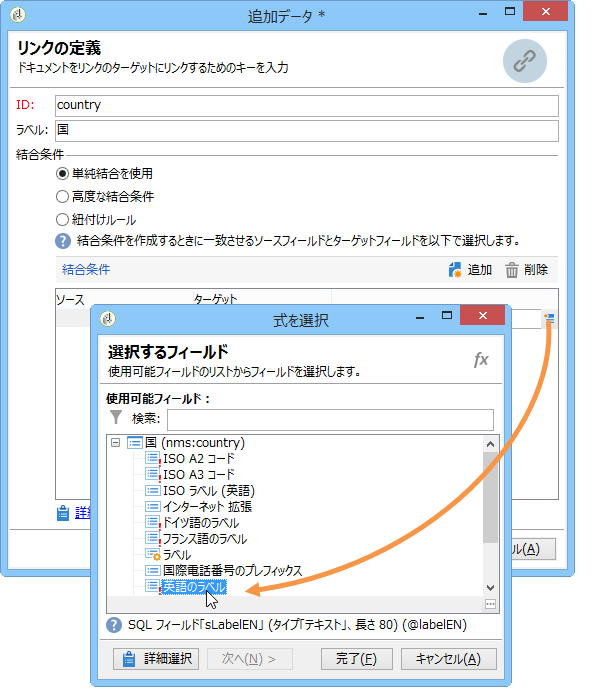 追加データ *
リンクの定義
ドキュメントをリンクのターゲットにリンクするためのキーを入力
ID: country
ラベル: 国
結合条件
単純結合を使用
高度な結合条件
紐付けルール
結合条件を作成するときに一致させるソースフィールドとターゲットフィールドを以下で選択します。
結合条件 追加 削除
ソース ターゲット
式を選択
選択するフィールド
使用可能フィールドのリストからフィールドを選択します。
fx
使用可能フィールド：
検索:
国 (nms:country)
ISO A2 コード
ISO A3 コード
ISO ラベル (英語)
インターネット 拡張
ドイツ語のラベル
フランス語のラベル
ラベル
国際電話番号のプレフィックス
英語のラベル
詳
ル(A)
SQL フィールド「sLabelEN」 (タイプ「テキスト」、長さ 80) (@labelEN)
詳細選択 次へ(N) > 完了(F) キャンセル(A)